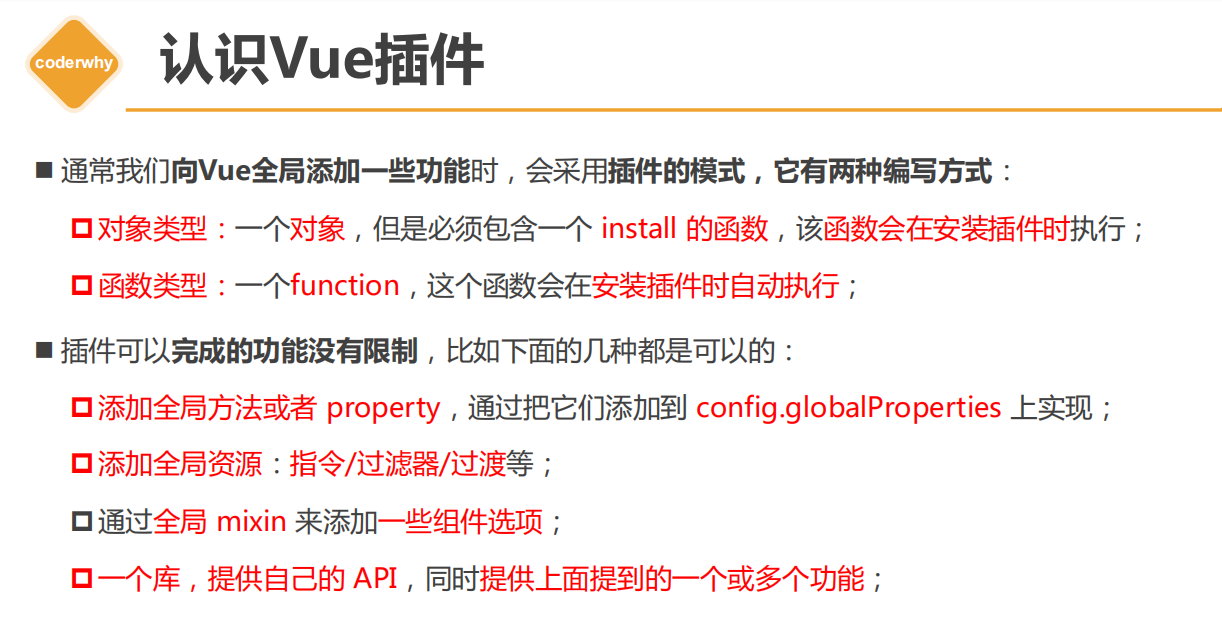 coderwhy
认识Vue插件
通常我们向Vue全局添加一些功能时，会采用插件的模式，它有两种编写方式：
对象类型：一个对象，但是必须包含一个 install 的函数，该函数会在安装插件时执行；
函数类型：一个function，这个函数会在安装插件时自动执行；
插件可以完成的功能没有限制，比如下面的几种都是可以的：
添加全局方法或者 property，通过把它们添加到 config.globalProperties 上实现；
添加全局资源：指令/过滤器/过渡等；
通过全局 mixin 来添加一些组件选项；
一个库，提供自己的 API，同时提供上面提到的一个或多个功能；